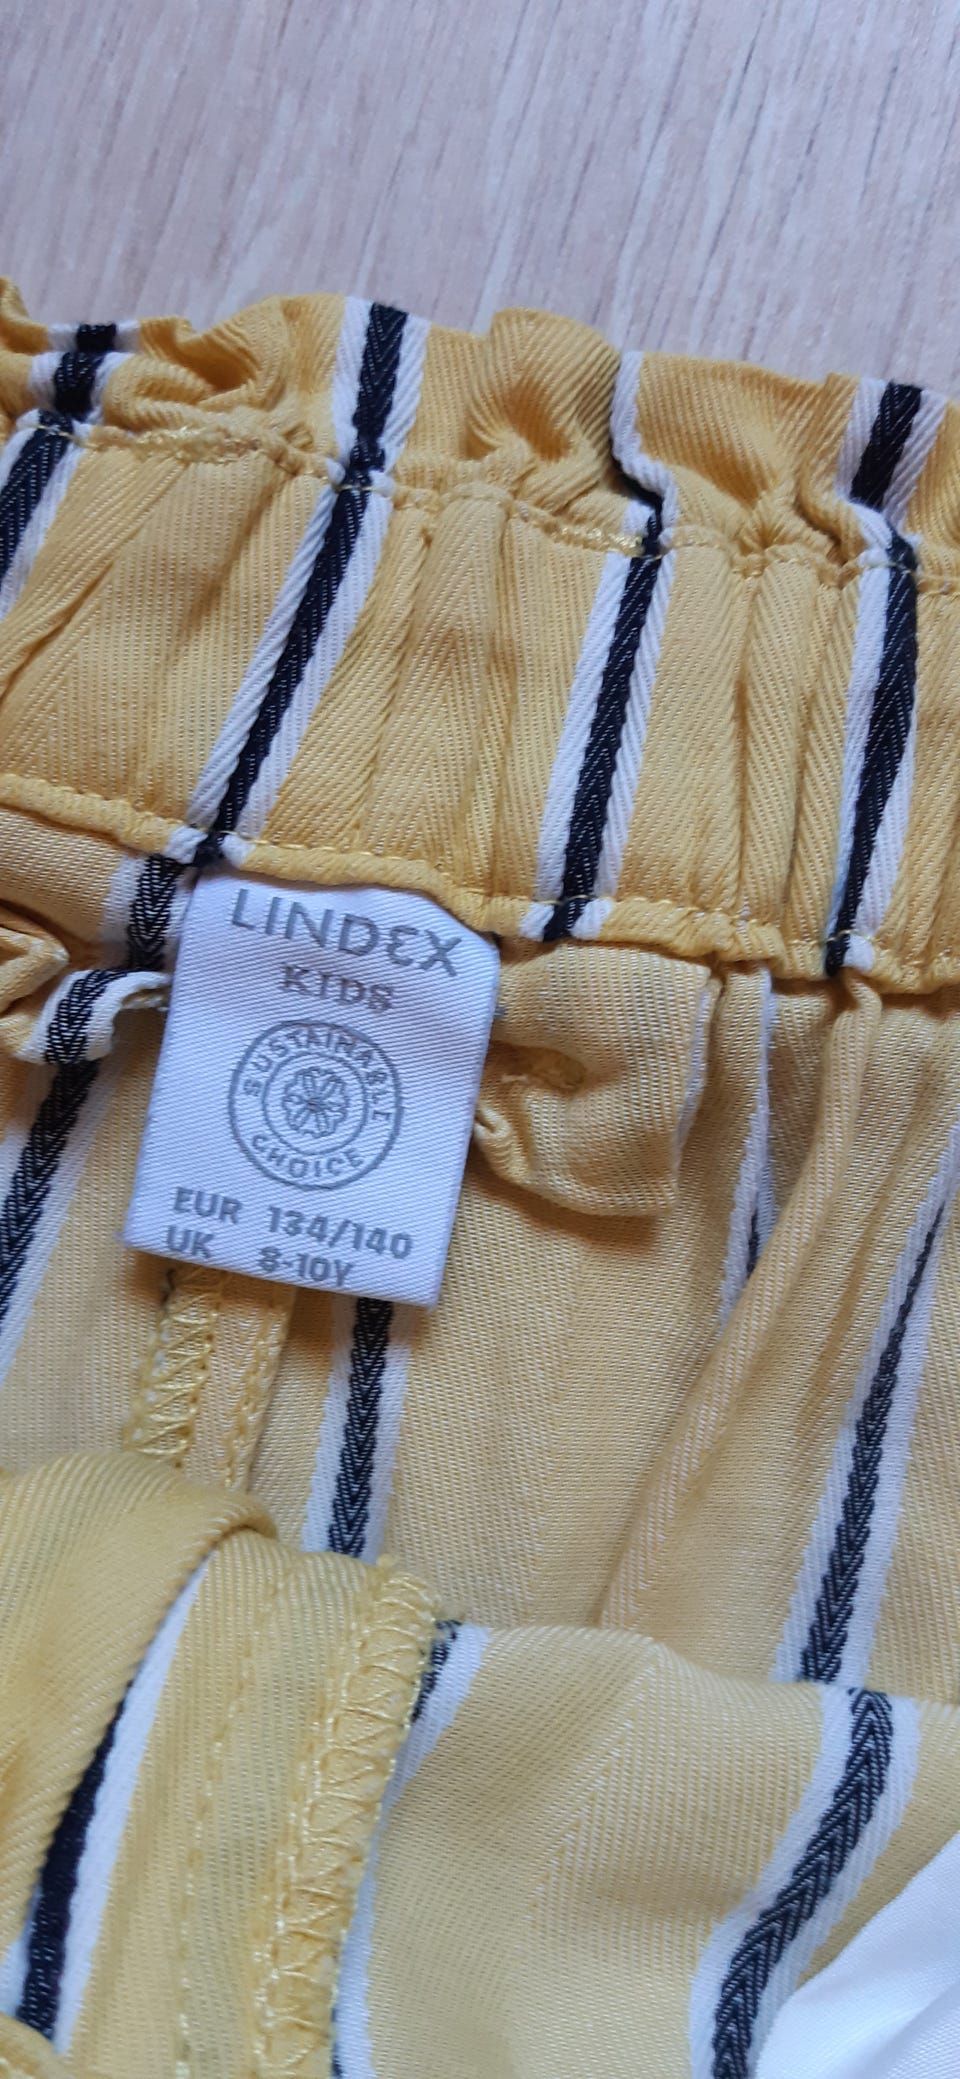 LINDEX
KIDS
SUSTAINABLE
CHOICE
EUR 134/140
UK 8-10Y